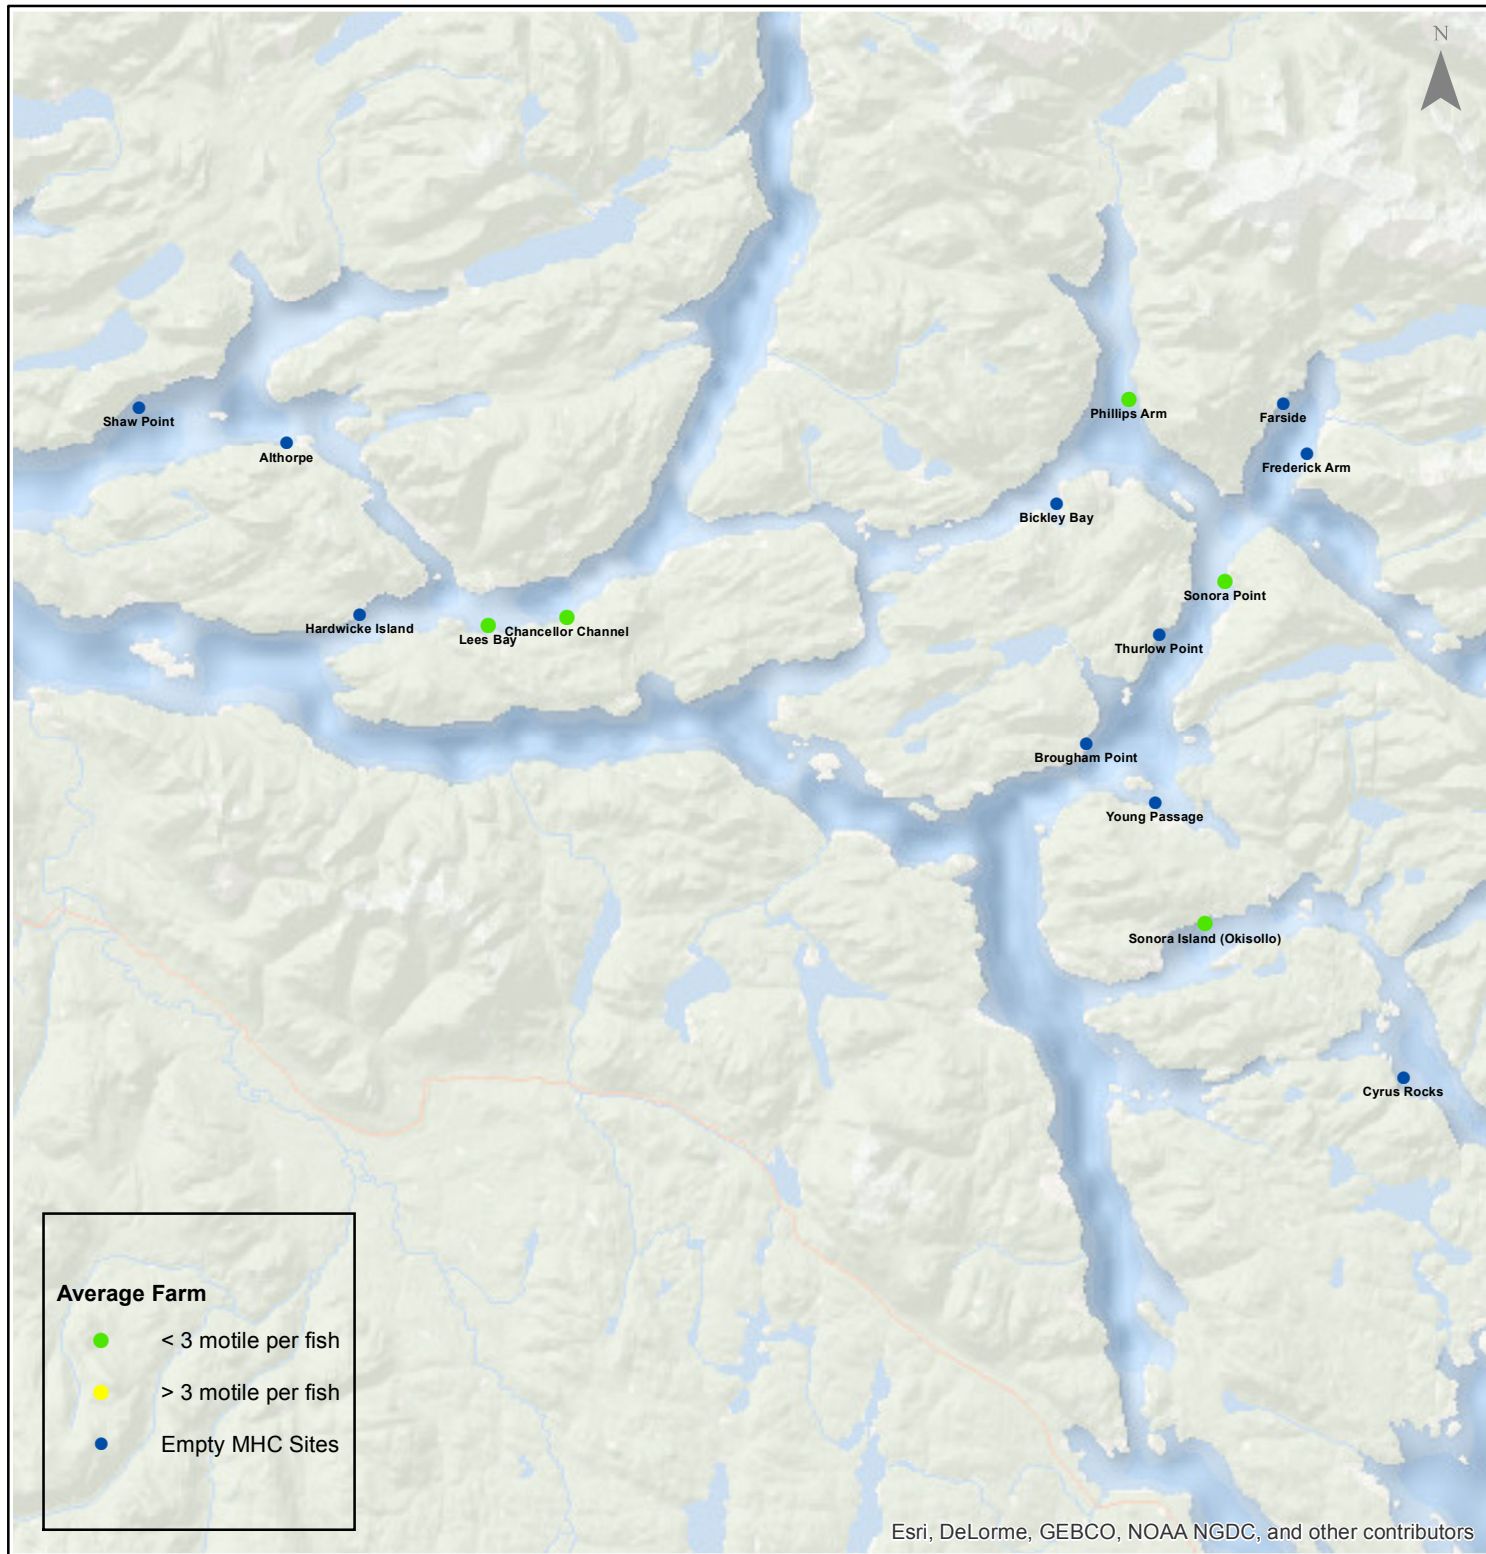 N
Shaw Point
Althorpe
Phillips Arm
Farside
Frederick Arm
Bickley Bay
Sonora Point
Hardwicke Island
Lees Bay
Chancellor Channel
Thurlow Point
Brougham Point
Young Passage
Sonora Island (Okisollo)
Cyrus Rocks
Average Farm
< 3 motile per fish
> 3 motile per fish
Empty MHC Sites
Esri, DeLorme, GEBCO, NOAA NGDC, and other contributors